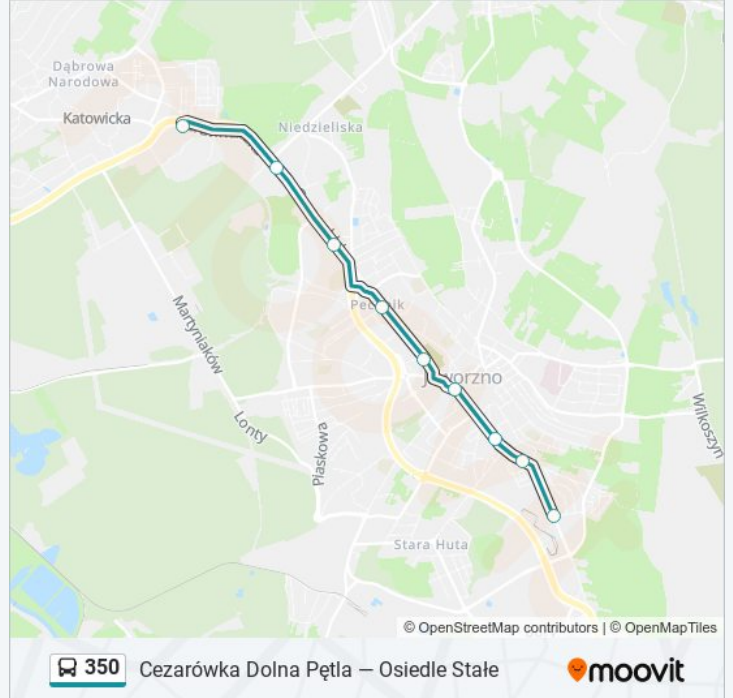 Dąbrowa
Narodowa
Katowicka
Niedzieliska
Martyniaków
Pechnik
Jaworzno
Lonty
Piaskowa
Wilkoszyn
Stara Huta
© OpenStreetMap contributors | © OpenMapTiles
350 Cezarówka Dolna Pętla — Osiedle Stałe moovit